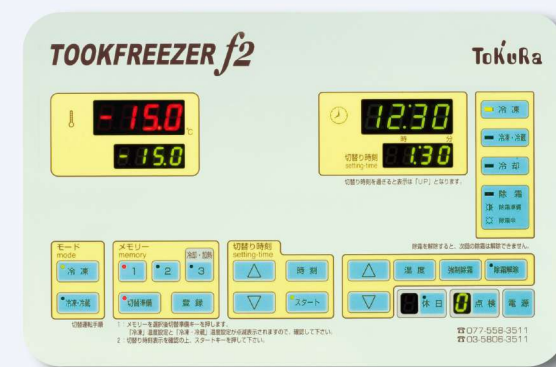 TOOKFREEZER f2
ToKuRa
-15.0
℃
-15.0
12:30
時 分
切替り時刻
setting-time
1:30
切替り時刻を過ぎると表示は「UP」となります。
冷 凍
冷凍・冷蔵
冷 却
除 霜
除霜準備
除霜中
除霜を解除すると、次回の除霜は解除できません。
モード
mode
冷 凍
冷凍・冷蔵
メモリー
memory
冷却・加熱
1
2
3
切替準備
登 録
切替り時刻
setting-time
時 刻
スタート
温 度
強制除霜
除霜解除
8
休 日
0
点 検
電 源
切替運転手順
1:メモリーを選択後切替準備キーを押します。
「冷凍」温度設定と「冷凍・冷蔵」温度設定が点滅表示されますので、確認して下さい。
2:切替り時刻表示を確認の上、スタートキーを押して下さい。
☎077-558-3511
☎03-5806-3511